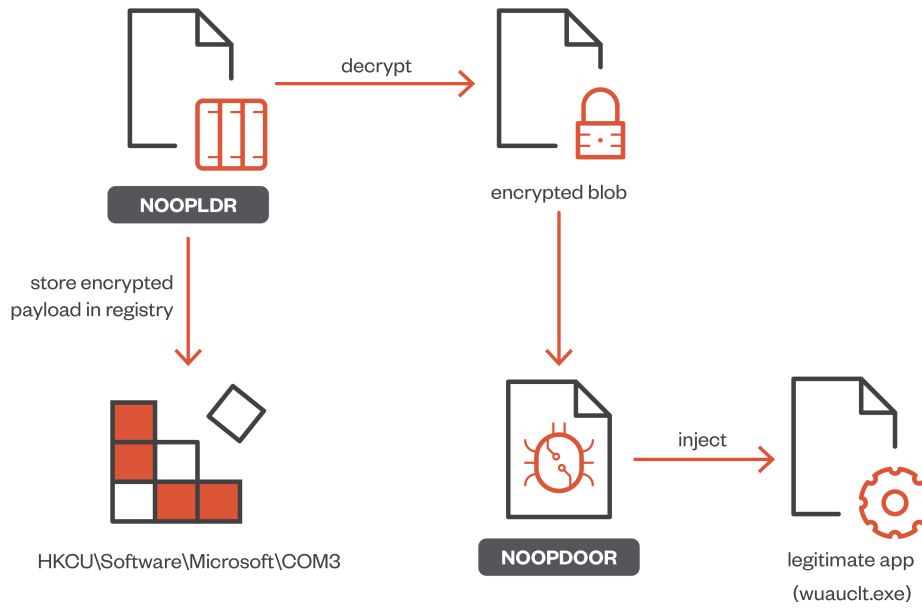 decrypt
NOOPLDR
encrypted blob
store encrypted
payload in registry
inject
HKCU\Software\Microsoft\COM3
NOOPDOOR
legitimate app
(wuauclt.exe)